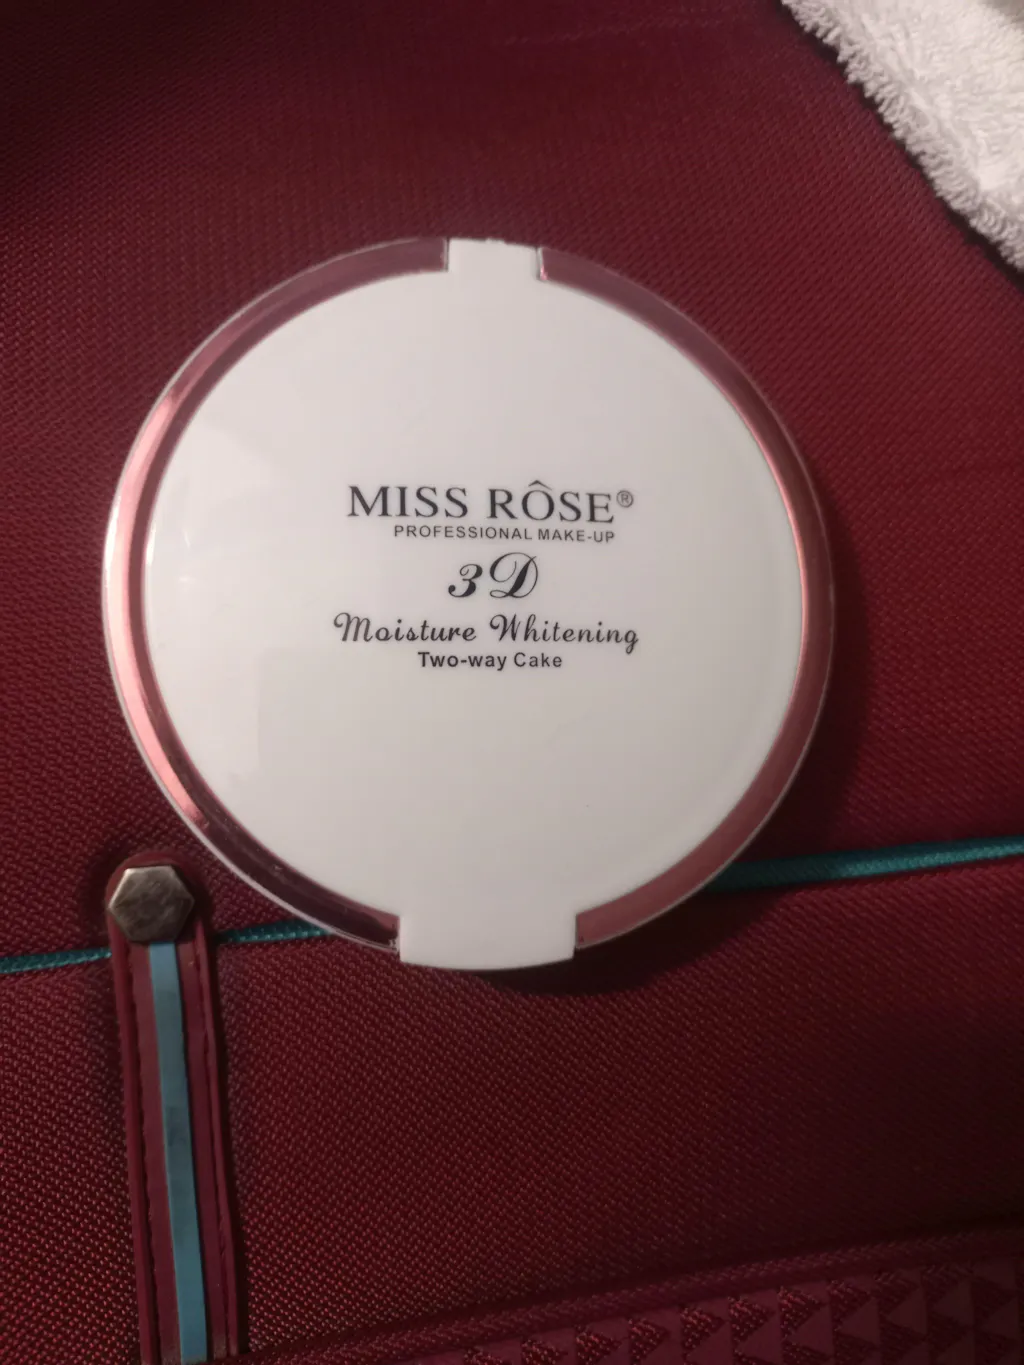 MISS RÔSE®
PROFESSIONAL MAKE-UP
3D
Moisture Whitening
Two-way Cake